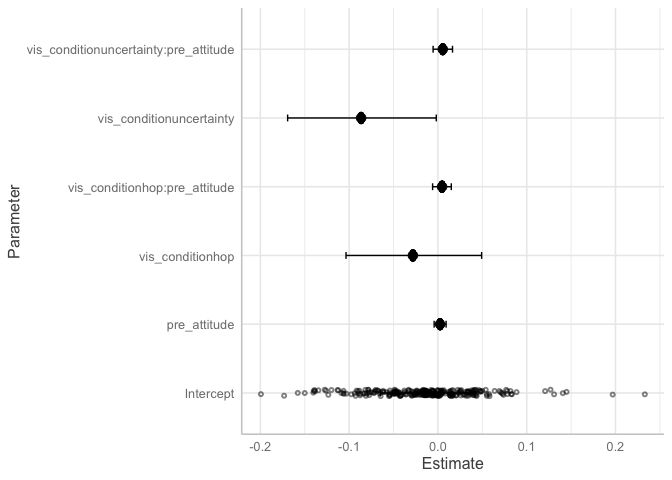 vis_conditionuncertainty:pre_attitude
vis_conditionuncertainty
vis_conditionhop:pre_attitude
vis_conditionhop
pre_attitude
Intercept
Parameter
-0.2 -0.1 0.0 0.1 0.2
Estimate